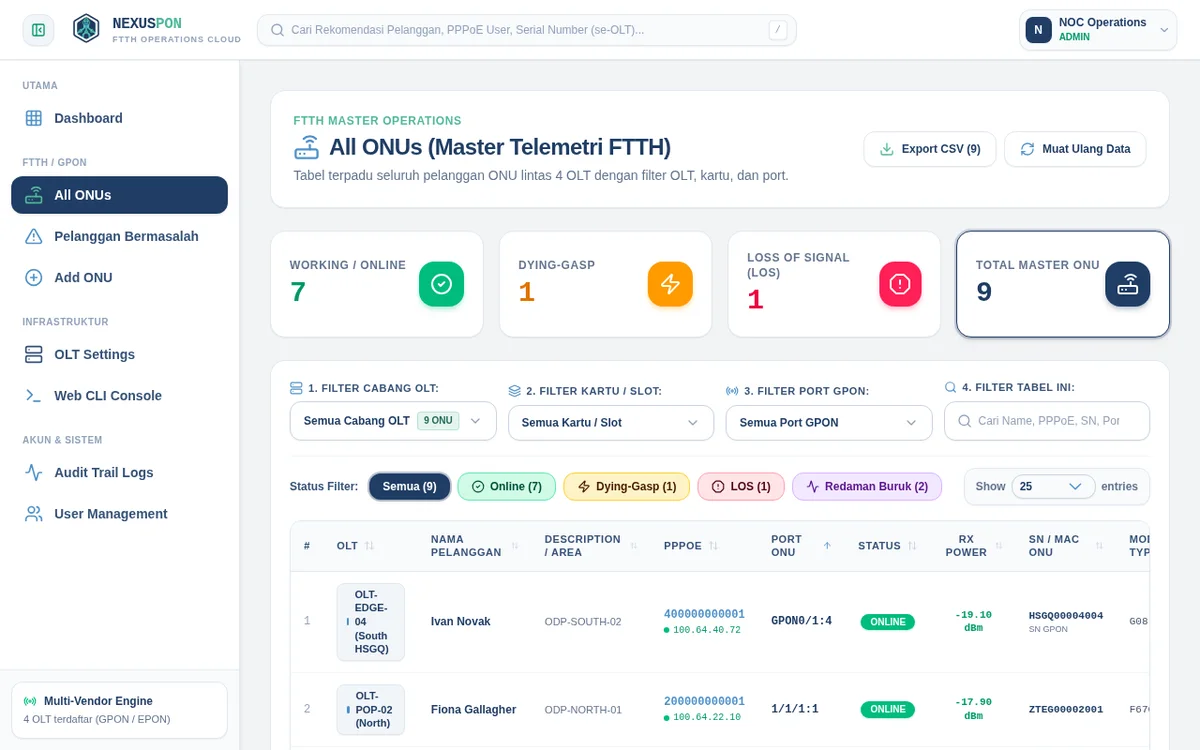 NEXUSPON
FTTH OPERATIONS CLOUD
Cari Rekomendasi Pelanggan, PPPoE User, Serial Number (se-OLT)...
/
N
NOC Operations
ADMIN
UTAMA
Dashboard
FTTH / GPON
All ONUs
Pelanggan Bermasalah
Add ONU
INFRASTRUKTUR
OLT Settings
Web CLI Console
AKUN & SISTEM
Audit Trail Logs
User Management
Multi-Vendor Engine
4 OLT terdaftar (GPON / EPON)
FTTH MASTER OPERATIONS
All ONUs (Master Telemetri FTTH)
Tabel terpadu seluruh pelanggan ONU lintas 4 OLT dengan filter OLT, kartu, dan port.
Export CSV (9)
Muat Ulang Data
WORKING / ONLINE
7
DYING-GASP
1
LOSS OF SIGNAL
(LOS)
1
TOTAL MASTER ONU
9
1. FILTER CABANG OLT:
Semua Cabang OLT 9 ONU
2. FILTER KARTU / SLOT:
Semua Kartu / Slot
3. FILTER PORT GPON:
Semua Port GPON
4. FILTER TABEL INI:
Cari Name, PPPoE, SN, Por
Status Filter:
Semua (9)
Online (7)
Dying-Gasp (1)
LOS (1)
Redaman Buruk (2)
Show 25 entries
#
OLT
NAMA
PELANGGAN
DESCRIPTION
/ AREA
PPPOE
PORT
ONU
STATUS
RX
POWER
SN / MAC
ONU
MOD
TYP
1
OLT-
EDGE-
04
(South
HSGQ)
Ivan Novak
ODP-SOUTH-02
400000000001
100.64.40.72
GPON0/1:4
ONLINE
-19.10
dBm
HSGQ00004004
SN GPON
G08
2
OLT-
POP-02
(North)
Fiona Gallagher
ODP-NORTH-01
200000000001
100.64.22.10
1/1/1:1
ONLINE
-17.90
dBm
ZTEG00002001
F67